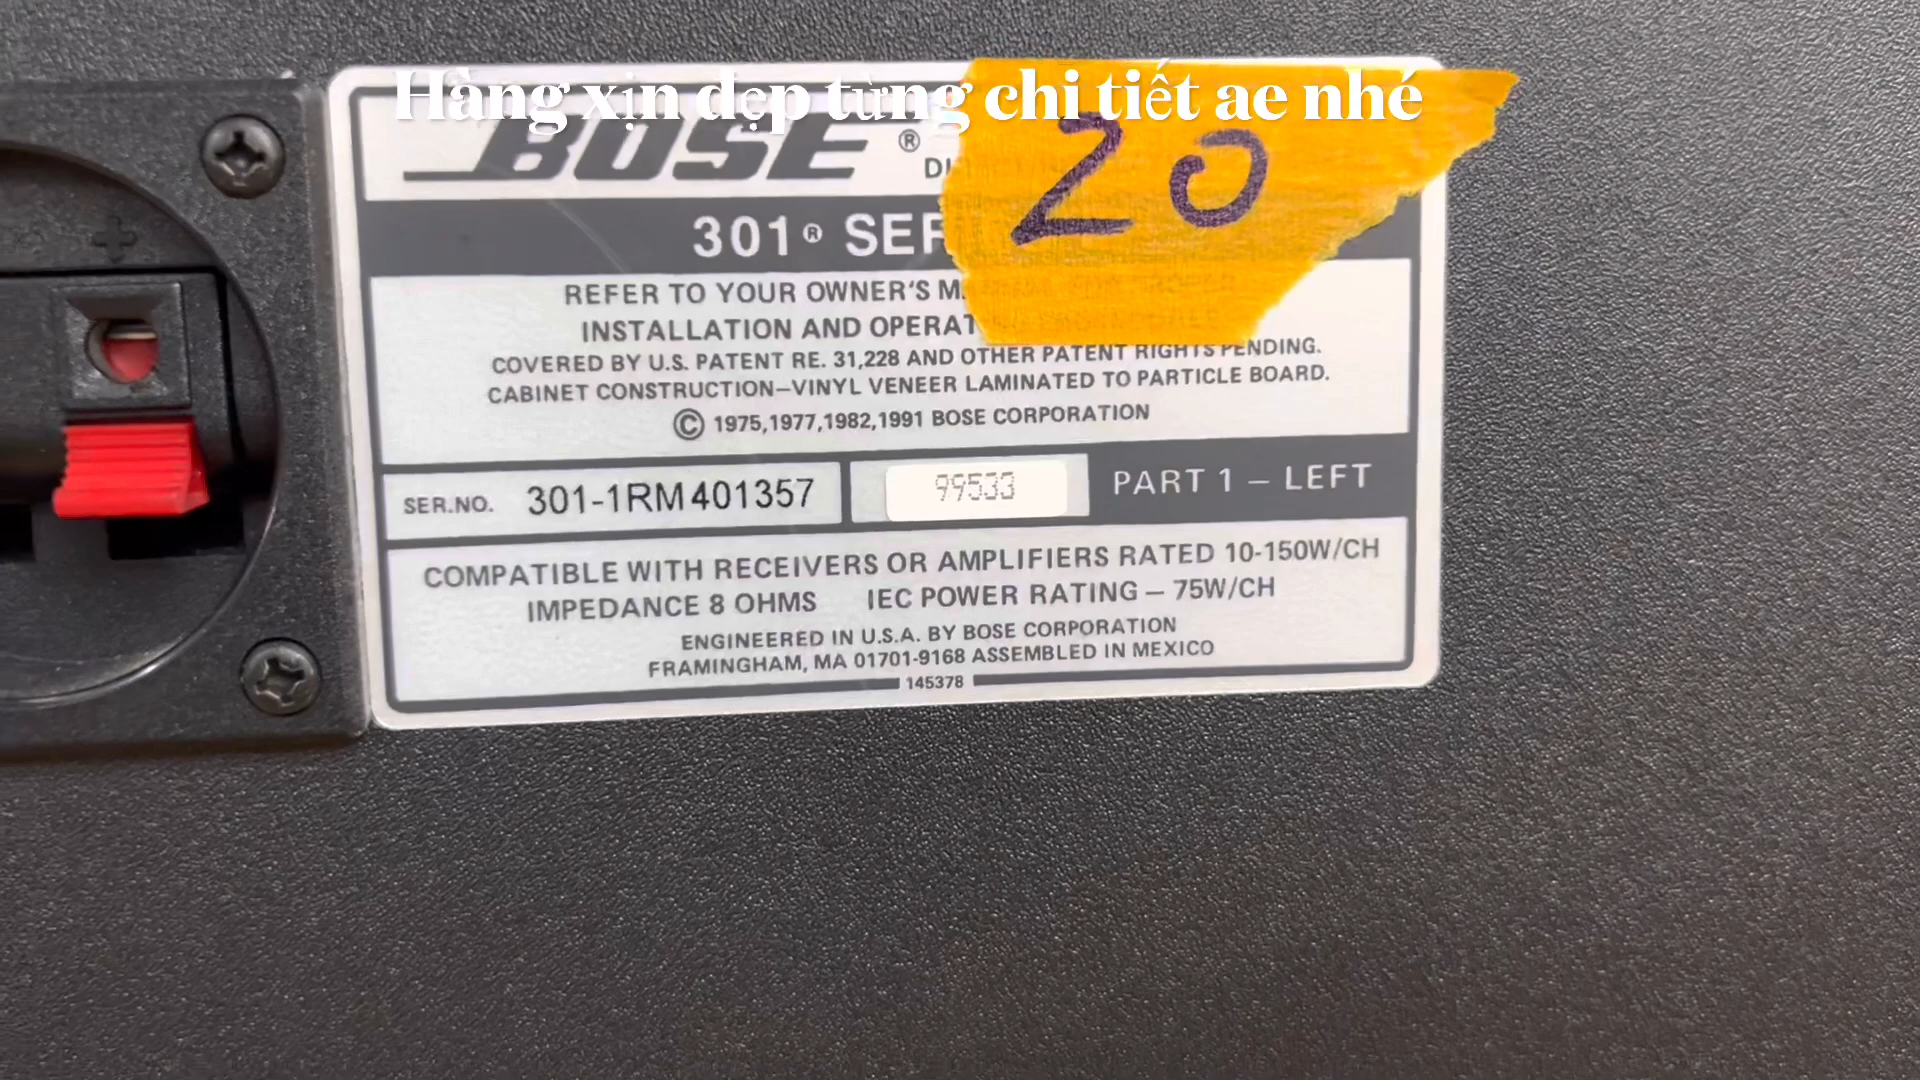 Hàng xịn đẹp từng chi tiết ae nhé
BOSE®
20
301® SER
REFER TO YOUR OWNER'S
INSTALLATION AND OPERAT
COVERED BY U.S. PATENT RE. 31,228 AND OTHER PATENT RIGHTS PENDING.
CABINET CONSTRUCTION—VINYL VENEER LAMINATED TO PARTICLE BOARD.
© 1975,1977,1982,1991 BOSE CORPORATION
SER.NO. 301-1RM401357 99533 PART 1 – LEFT
COMPATIBLE WITH RECEIVERS OR AMPLIFIERS RATED 10-150W/CH
IMPEDANCE 8 OHMS IEC POWER RATING – 75W/CH
ENGINEERED IN U.S.A. BY BOSE CORPORATION
FRAMINGHAM, MA 01701-9168 ASSEMBLED IN MEXICO
145378